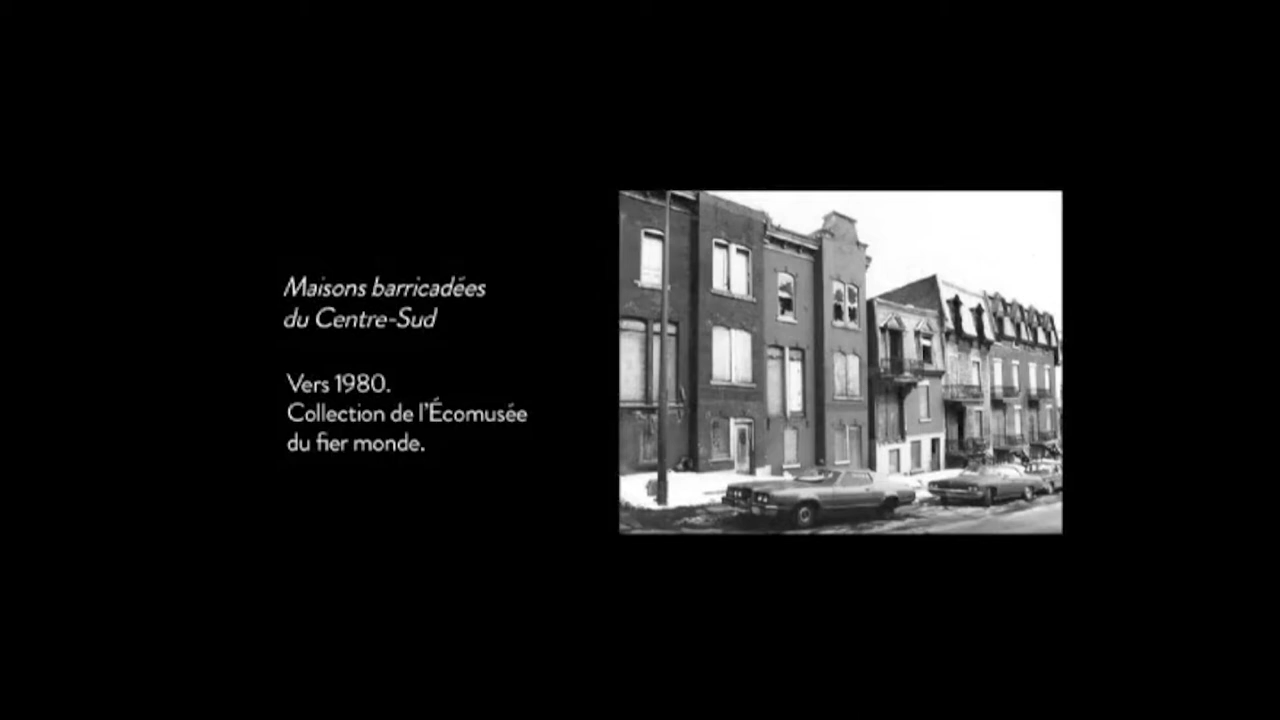 Maisons barricadées
du Centre-Sud
Vers 1980.
Collection de l'Écomusée
du fier monde.